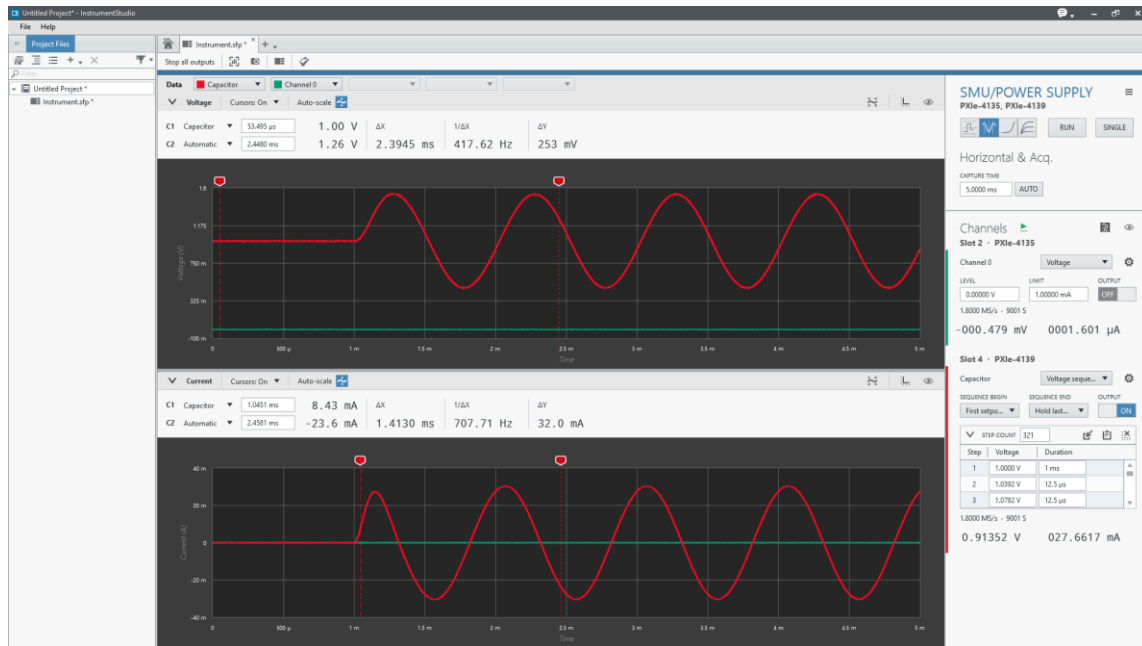 Untitled Project* - InstrumentStudio
File Help
Project Files
Instrument.sfp *
Stop all outputs
Filter
Untitled Project *
Instrument.sfp *
Data Capacitor Channel 0
Voltage Cursors: On Auto-scale
C1 Capacitor 53.495 µs 1.00 V ΔX 1/ΔX ΔY
C2 Automatic 2.4480 ms 1.26 V 2.3945 ms 417.62 Hz 253 mV
1.6
1.175
750 m
325 m
-100 m
Voltage (V)
0 500 µ 1 m 1.5 m 2 m 2.5 m 3 m 3.5 m 4 m 4.5 m 5 m
Time
Current Cursors: On Auto-scale
C1 Capacitor 1.0451 ms 8.43 mA ΔX 1/ΔX ΔY
C2 Automatic 2.4581 ms -23.6 mA 1.4130 ms 707.71 Hz 32.0 mA
40 m
20 m
0
-20 m
-40 m
Current (A)
0 500 µ 1 m 1.5 m 2 m 2.5 m 3 m 3.5 m 4 m 4.5 m 5 m
Time
SMU/POWER SUPPLY
PXIe-4135, PXIe-4139
RUN SINGLE
Horizontal & Acq.
CAPTURE TIME
5.0000 ms AUTO
Channels
Slot 2 - PXIe-4135
Channel 0 Voltage
LEVEL LIMIT OUTPUT
0.00000 V 1.00000 mA OFF
1.8000 MS/s - 9001 S
-000.479 mV 0001.601 µA
Slot 4 - PXIe-4139
Capacitor Voltage seque...
SEQUENCE BEGIN SEQUENCE END OUTPUT
First setpo... Hold last... ON
STEP COUNT 321
Step Voltage Duration
1 1.0000 V 1 ms
2 1.0392 V 12.5 µs
3 1.0782 V 12.5 µs
1.8000 MS/s - 9001 S
0.91352 V 027.6617 mA